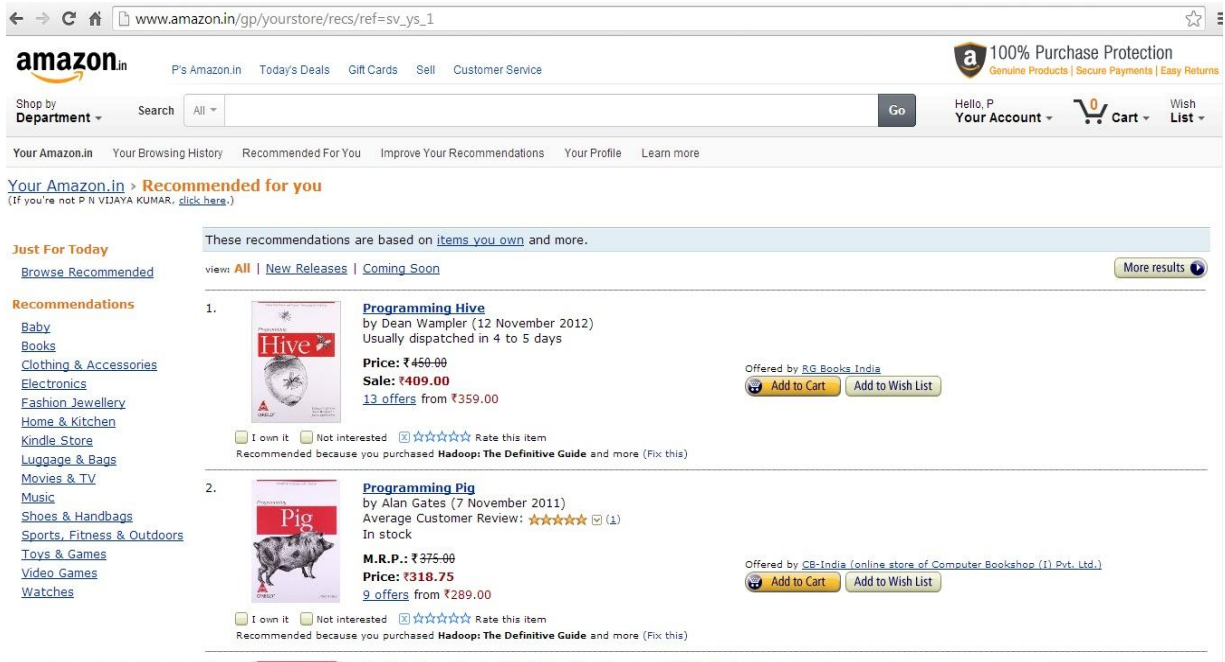 www.amazon.in/gp/yourstore/recs/ref=sv_ys_1
amazon.in
P's Amazon.in Today's Deals Gift Cards Sell Customer Service
a 100% Purchase Protection
Genuine Products | Secure Payments | Easy Returns
Shop by
Department
Search All Go
Hello, P
Your Account
0 Cart
Wish
List
Your Amazon.in Your Browsing History Recommended For You Improve Your Recommendations Your Profile Learn more
Your Amazon.in › Recommended for you
(If you're not P N VIJAYA KUMAR, click here.)
Just For Today
Browse Recommended
Recommendations
Baby
Books
Clothing & Accessories
Electronics
Fashion Jewellery
Home & Kitchen
Kindle Store
Luggage & Bags
Movies & TV
Music
Shoes & Handbags
Sports, Fitness & Outdoors
Toys & Games
Video Games
Watches
These recommendations are based on items you own and more.
view: All | New Releases | Coming Soon
More results
1.
Programming
Hive
Programming Hive
by Dean Wampler (12 November 2012)
Usually dispatched in 4 to 5 days
Price: ₹450.00
Sale: ₹409.00
13 offers from ₹359.00
Offered by RG Books India
Add to Cart Add to Wish List
I own it Not interested x Rate this item
Recommended because you purchased Hadoop: The Definitive Guide and more (Fix this)
2.
Programming
Pig
Programming Pig
by Alan Gates (7 November 2011)
Average Customer Review: (1)
In stock
M.R.P.: ₹375.00
Price: ₹318.75
9 offers from ₹289.00
Offered by CB-India (online store of Computer Bookshop (I) Pvt. Ltd.)
Add to Cart Add to Wish List
I own it Not interested x Rate this item
Recommended because you purchased Hadoop: The Definitive Guide and more (Fix this)